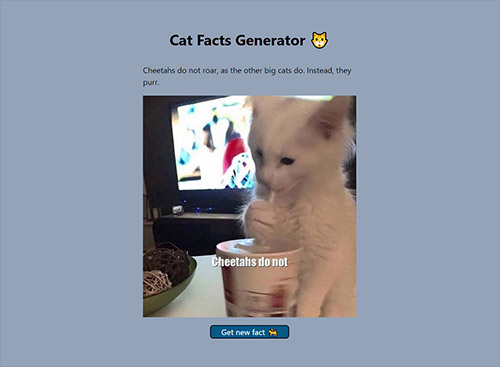 Cat Facts Generator 🐱
Cheetahs do not roar, as the other big cats do. Instead, they
purr.
Cheetahs do not
Get new fact 🐆